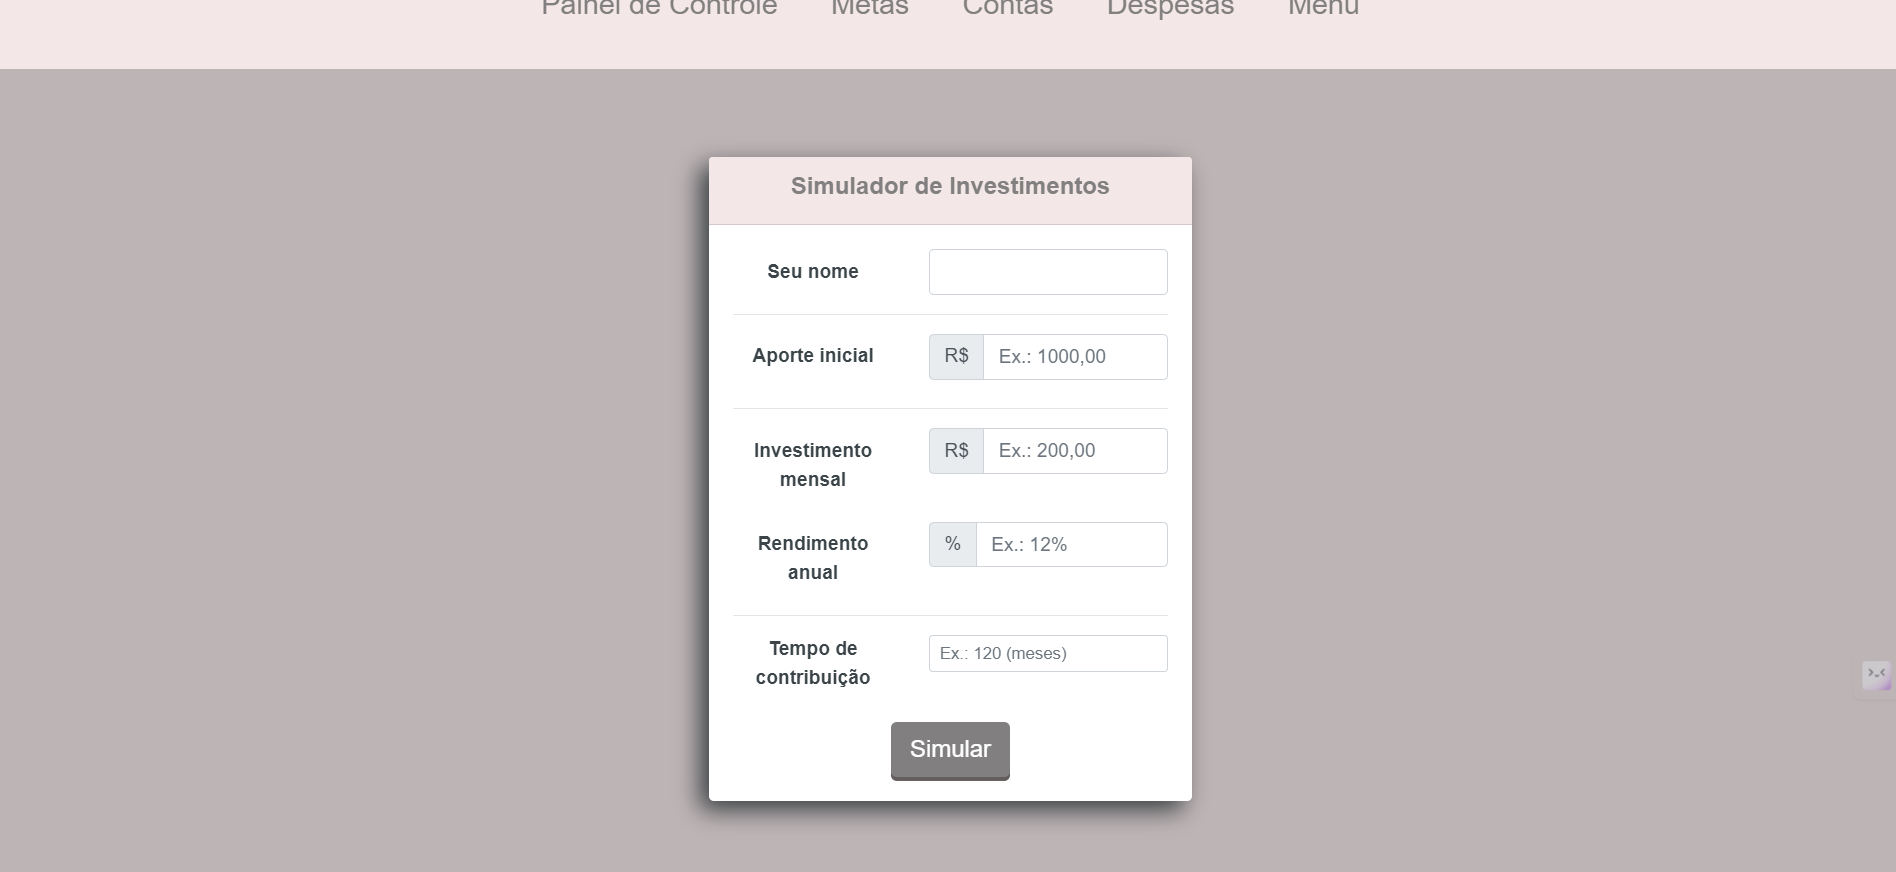 Painel de Controle Metas Contas Despesas Menu
Simulador de Investimentos
Seu nome
Aporte inicial R$ Ex.: 1000,00
Investimento mensal R$ Ex.: 200,00
Rendimento anual % Ex.: 12%
Tempo de contribuição Ex.: 120 (meses)
Simular